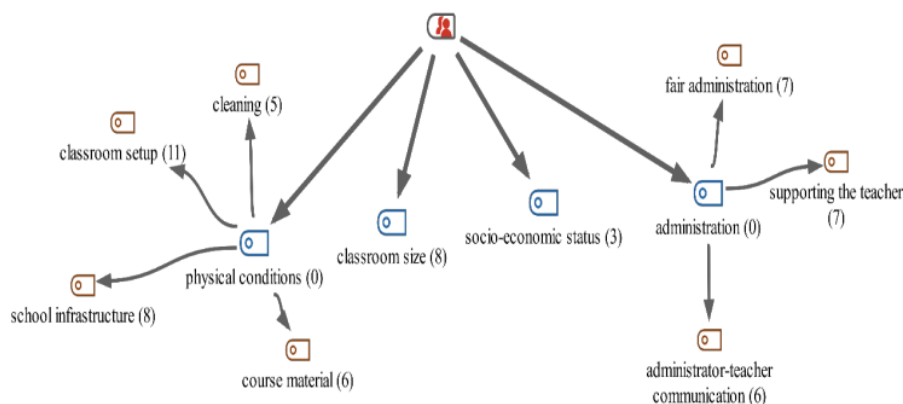 fair administration (7)
cleaning (5)
classroom setup (11)
supporting the teacher
(7)
administration (0)
socio-economic status (3)
classroom size (8)
physical conditions (0)
school infrastructure (8)
course material (6)
administrator-teacher
communication (6)